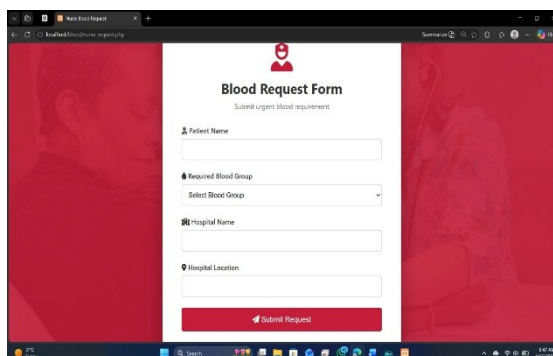 Nurse Blood Request
localhost/blood/nurse_request.php
Summarize
Blood Request Form
Submit urgent blood requirement
Patient Name
Required Blood Group
Select Blood Group
Hospital Name
Hospital Location
Submit Request
Search